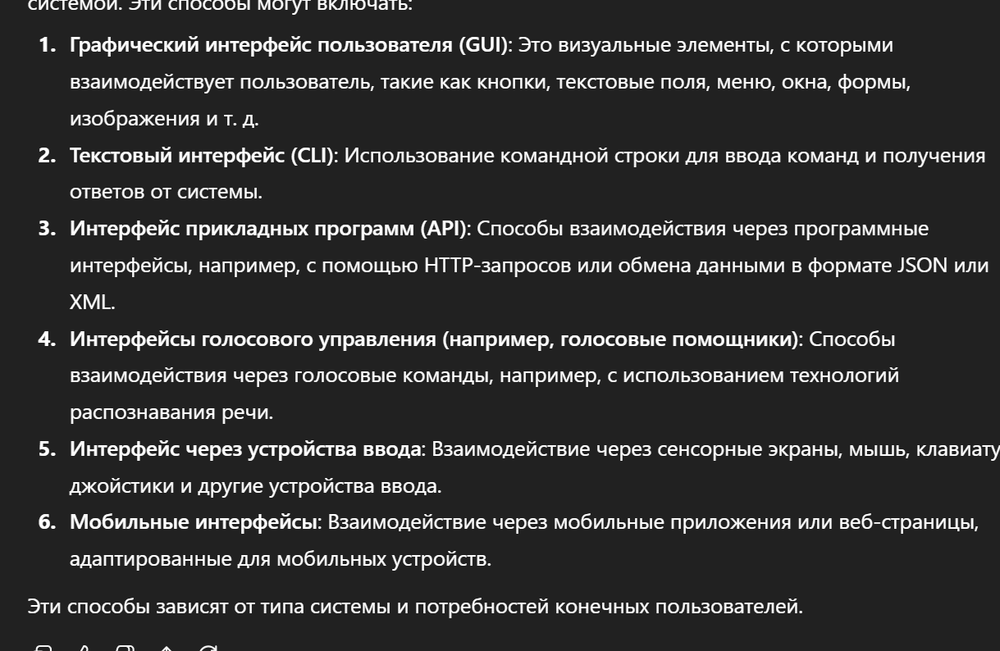 системой. Эти способы могут включать:
1. Графический интерфейс пользователя (GUI): Это визуальные элементы, с которыми
взаимодействует пользователь, такие как кнопки, текстовые поля, меню, окна, формы,
изображения и т. д.
2. Текстовый интерфейс (CLI): Использование командной строки для ввода команд и получения
ответов от системы.
3. Интерфейс прикладных программ (API): Способы взаимодействия через программные
интерфейсы, например, с помощью HTTP-запросов или обмена данными в формате JSON или
XML.
4. Интерфейсы голосового управления (например, голосовые помощники): Способы
взаимодействия через голосовые команды, например, с использованием технологий
распознавания речи.
5. Интерфейс через устройства ввода: Взаимодействие через сенсорные экраны, мышь, клавиату
джойстики и другие устройства ввода.
6. Мобильные интерфейсы: Взаимодействие через мобильные приложения или веб-страницы,
адаптированные для мобильных устройств.
Эти способы зависят от типа системы и потребностей конечных пользователей.